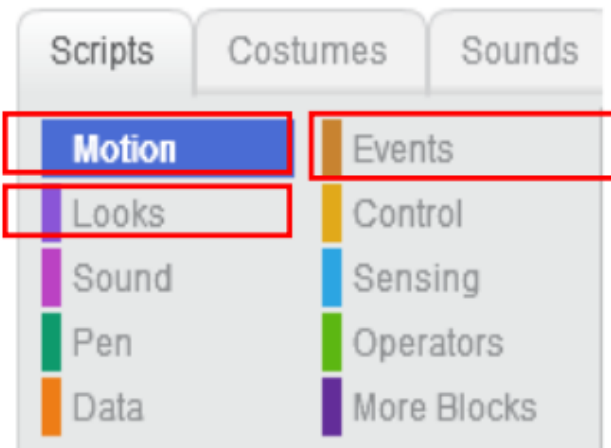 Scripts Costumes Sounds
Motion Events
Looks Control
Sound Sensing
Pen Operators
Data More Blocks